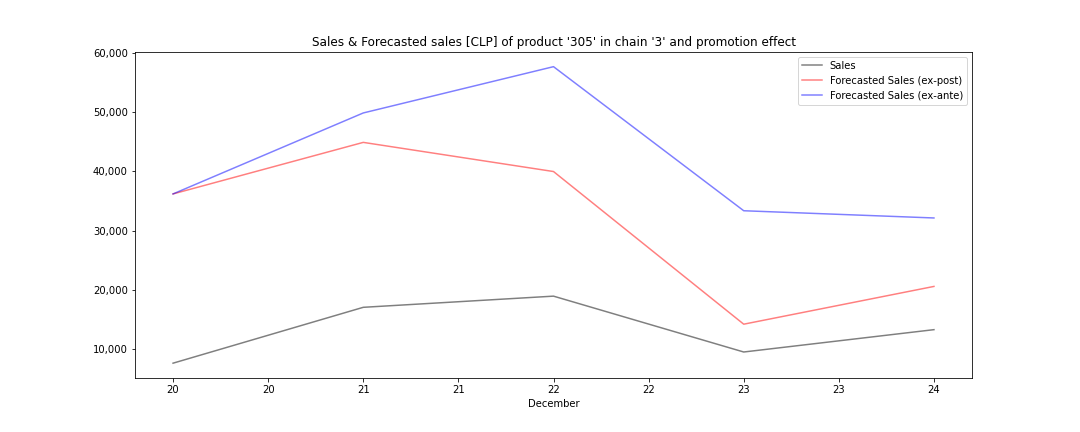 Sales & Forecasted sales [CLP] of product '305' in chain '3' and promotion effect
60,000
50,000
40,000
30,000
20,000
10,000
Sales
Forecasted Sales (ex-post)
Forecasted Sales (ex-ante)
20 20 21 21 22 22 23 23 24
December